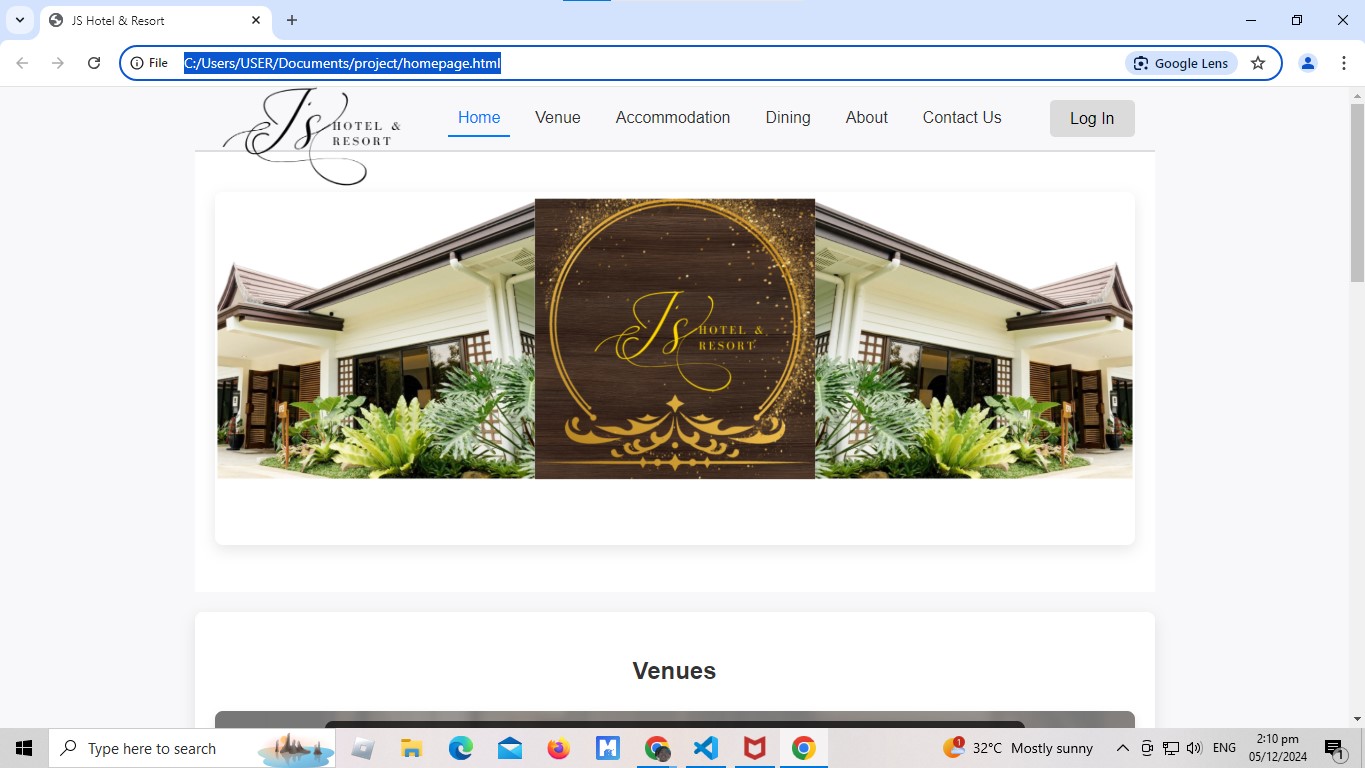 JS Hotel & Resort
File
C:/Users/USER/Documents/project/homepage.html
Google Lens
Js HOTEL &
RESORT
Home
Venue
Accommodation
Dining
About
Contact Us
Log In
Js HOTEL &
RESORT
Venues
Type here to search
1
32°C Mostly sunny
ENG
2:10 pm
05/12/2024
1